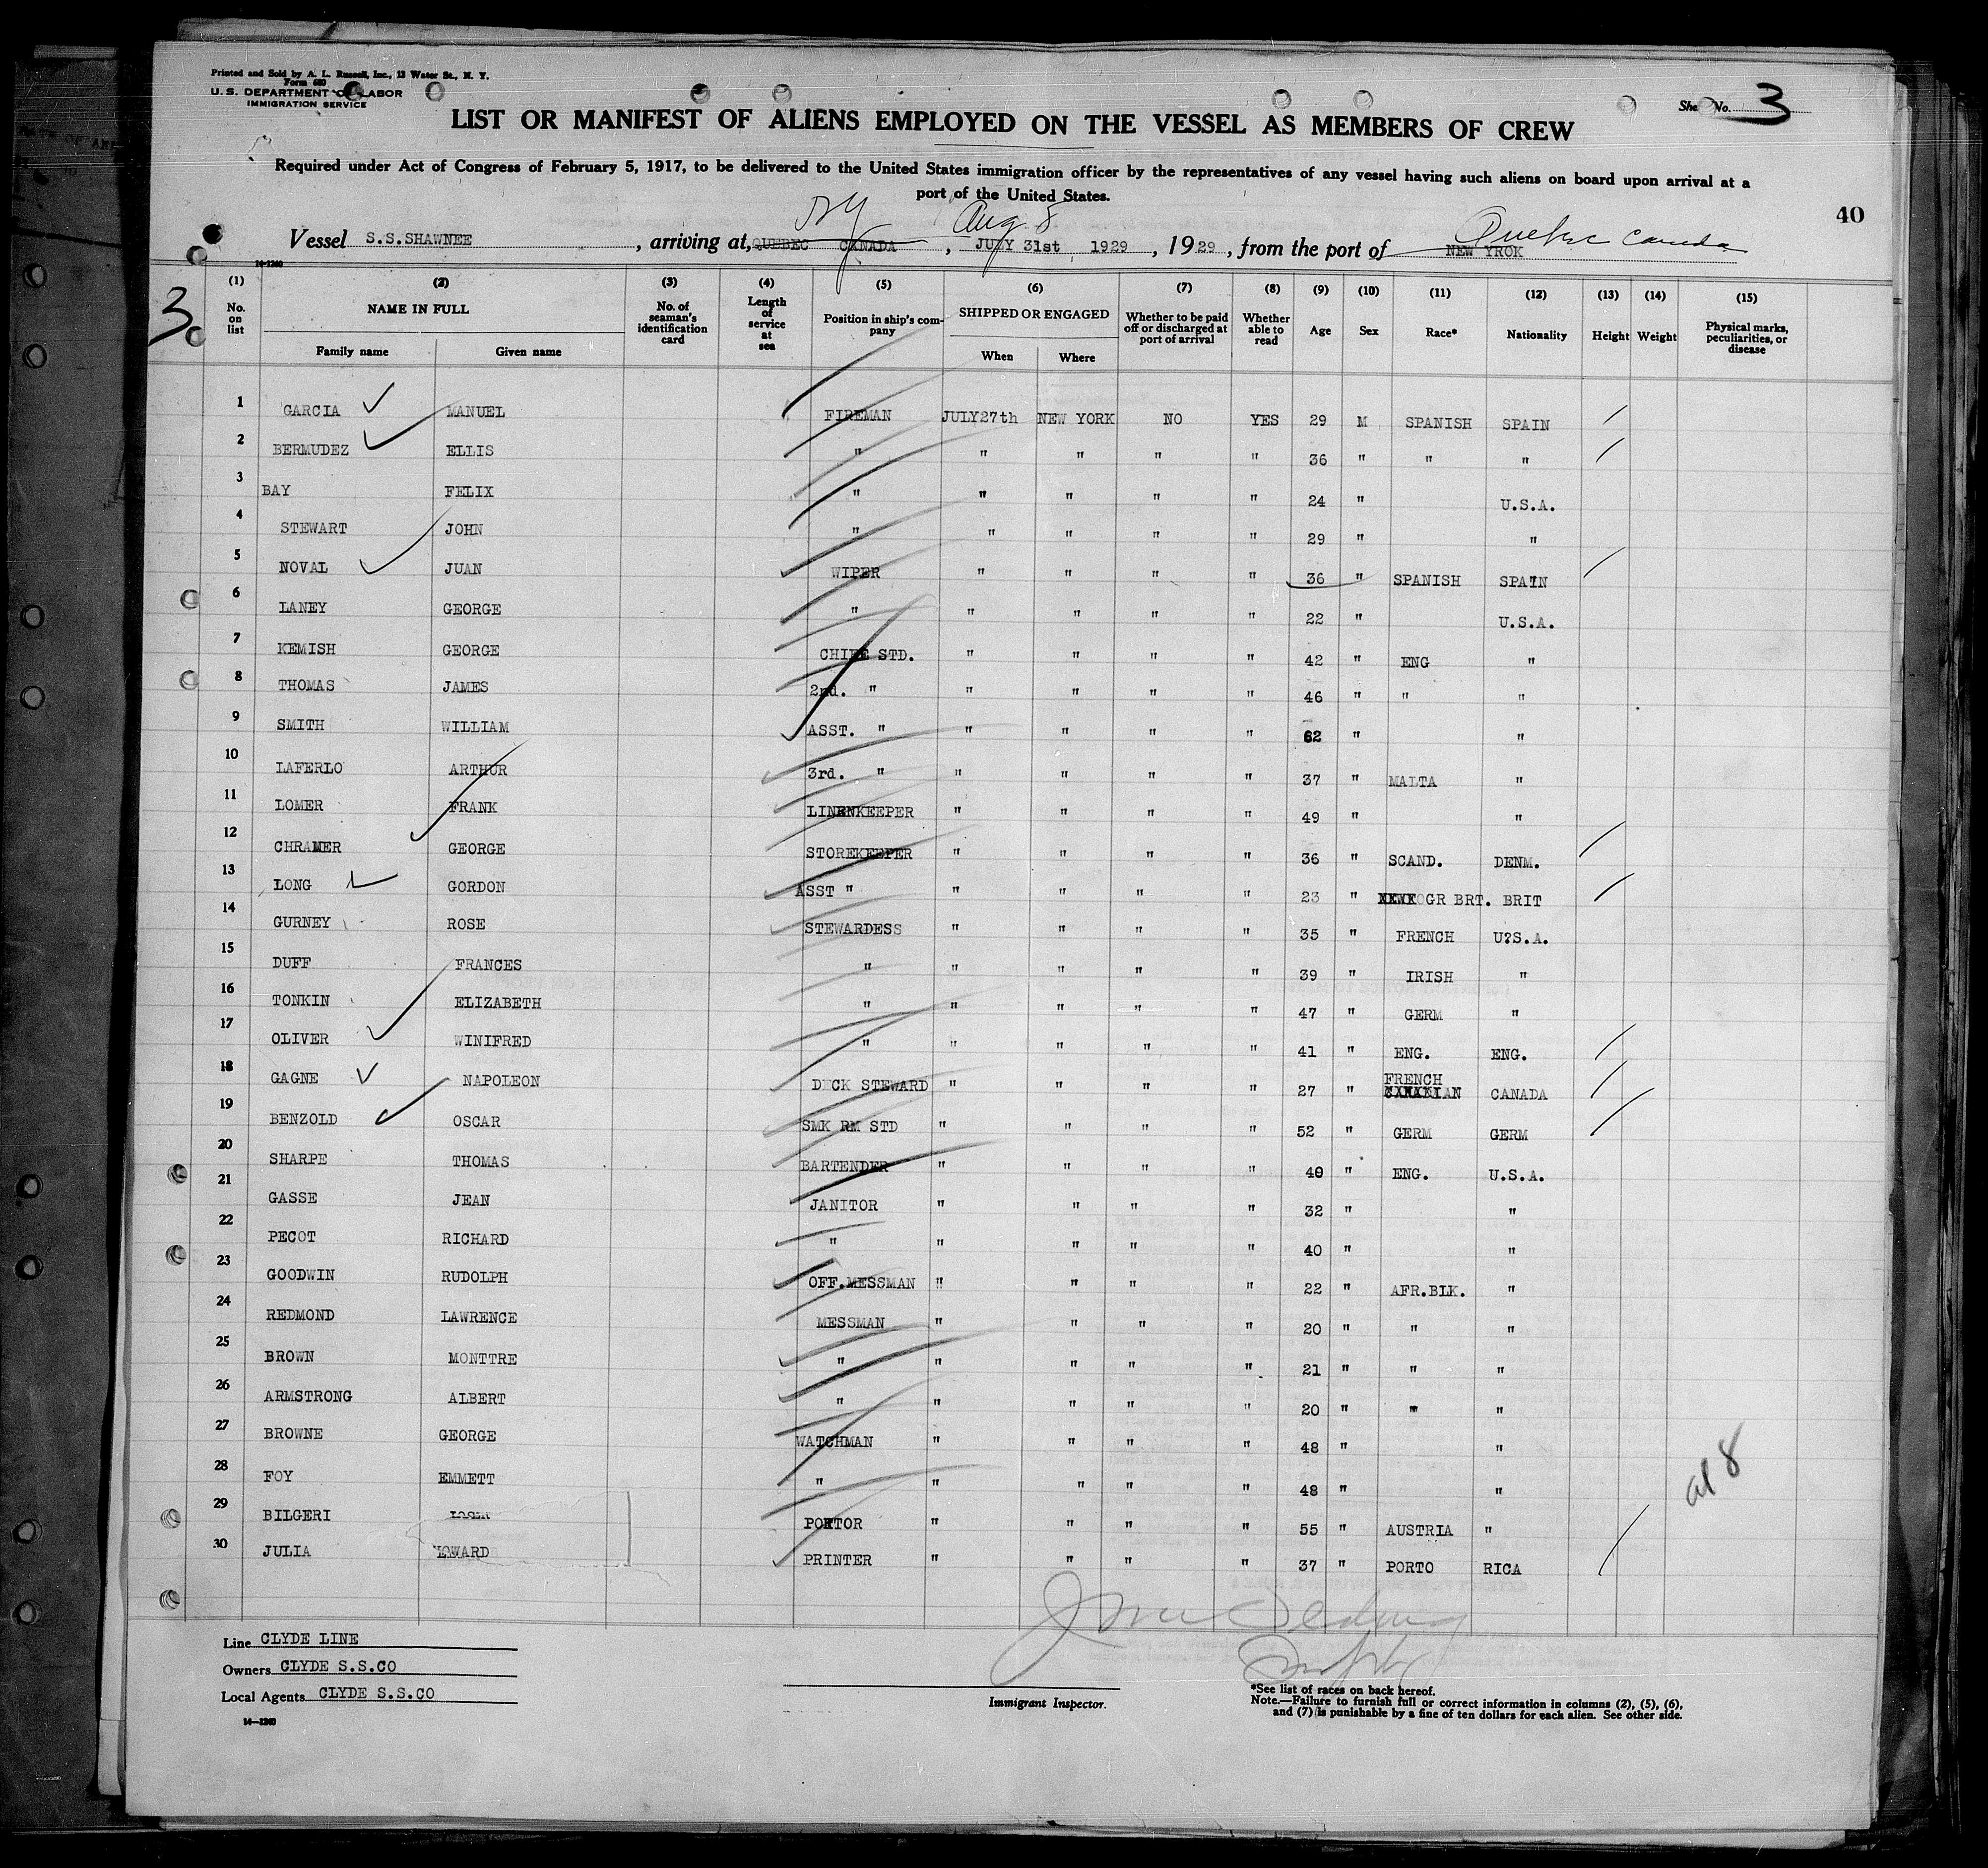 Printed and Sold by A. L. Russell, Inc., 13 Water St., N. Y.
Form 680
U. S. DEPARTMENT OF LABOR
IMMIGRATION SERVICE
Sheet No. 3
LIST OR MANIFEST OF ALIENS EMPLOYED ON THE VESSEL AS MEMBERS OF CREW
Required under Act of Congress of February 5, 1917, to be delivered to the United States immigration officer by the representatives of any vessel having such aliens on board upon arrival at a
port of the United States.
40
NY Aug 8 Quebec Canada
Vessel S.S.SHAWNEE, arriving at, QUEBEC CANADA, JULY 31st 1929, 1929, from the port of NEW YROK
14-1240
3
(1) (2) (3) (4) (5) (6) (7) (8) (9) (10) (11) (12) (13) (14) (15)
No. on list NAME IN FULL No. of seaman's identification card Length of service at sea Position in ship's company SHIPPED OR ENGAGED Whether to be paid off or discharged at port of arrival Whether able to read Age Sex Race* Nationality Height Weight Physical marks, peculiarities, or disease
Family name Given name When Where
1 GARCIA MANUEL FIREMAN JULY27th NEW YORK NO YES 29 M SPANISH SPAIN
2 BERMUDEZ ELLIS " " " " " 36 " " "
3 BAY FELIX " " " " " 24 " U.S.A.
4 STEWART JOHN " " " " " 29 " "
5 NOVAL JUAN WIPER " " " " 36 " SPANISH SPAIN
6 LANEY GEORGE " " " " " 22 " U.S.A.
7 KEMISH GEORGE CHIEF STD. " " " " 42 " ENG "
8 THOMAS JAMES 2nd. " " " " " 46 " " "
9 SMITH WILLIAM ASST. " " " " " 62 " "
10 LAFERLO ARTHUR 3rd. " " " " " 37 " MALTA "
11 LOMER FRANK LINENKEEPER " " " " 49 " "
12 CHRAMER GEORGE STOREKEEPER " " " " 36 " SCAND. DENM.
13 LONG GORDON ASST " " " " " 23 " GR BRT. BRIT
14 GURNEY ROSE STEWARDESS " " " " 35 " FRENCH U?S.A.
15 DUFF FRANCES " " " " " 39 " IRISH "
16 TONKIN ELIZABETH " " " " " 47 " GERM "
17 OLIVER WINIFRED " " " " " 41 " ENG. ENG.
18 GAGNE NAPOLEON DECK STEWARD " " " " 27 " FRENCH CANADIAN CANADA
19 BENZOLD OSCAR SMK RM STD " " " " 52 " GERM GERM
20 SHARPE THOMAS BARTENDER " " " " 40 " ENG. U.S.A.
21 GASSE JEAN JANITOR " " " " 32 " "
22 PECOT RICHARD " " " " " 40 " "
23 GOODWIN RUDOLPH OFF.MESSMAN " " " " 22 " AFR.BLK. "
24 REDMOND LAWRENCE MESSMAN " " " " 20 " " "
25 BROWN MONTTRE " " " " " 21 " " "
26 ARMSTRONG ALBERT " " " " " 20 " " "
27 BROWNE GEORGE WATCHMAN " " " " 48 " "
28 FOY EMMETT " " " " " 48 " "
29 BILGERI PORTOR " " " " 55 " AUSTRIA "
30 JULIA PRINTER " " " " 37 " PORTO RICA
Line CLYDE LINE
Owners CLYDE S.S.CO
Local Agents CLYDE S.S.CO
14-1240
Immigrant Inspector.
*See list of races on back hereof.
Note.—Failure to furnish full or correct information in columns (2), (5), (6),
and (7) is punishable by a fine of ten dollars for each alien. See other side.